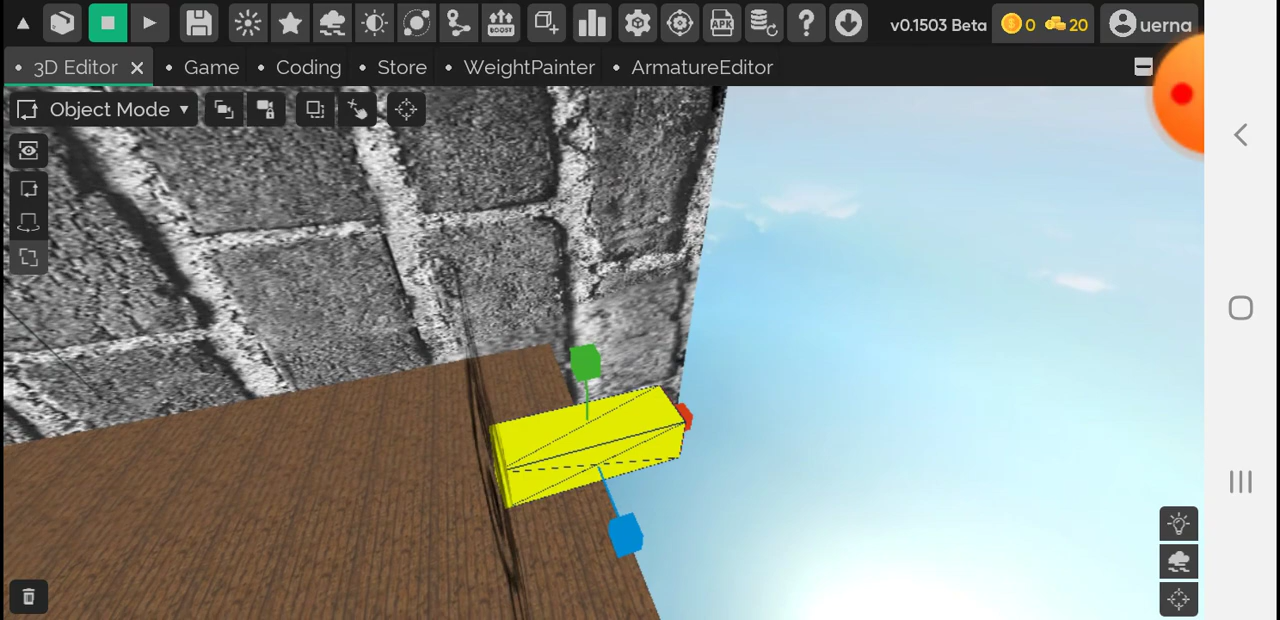 APK
BOOST
v0.1503 Beta
0
20
uerna
3D Editor
Game
Coding
Store
WeightPainter
ArmatureEditor
Object Mode